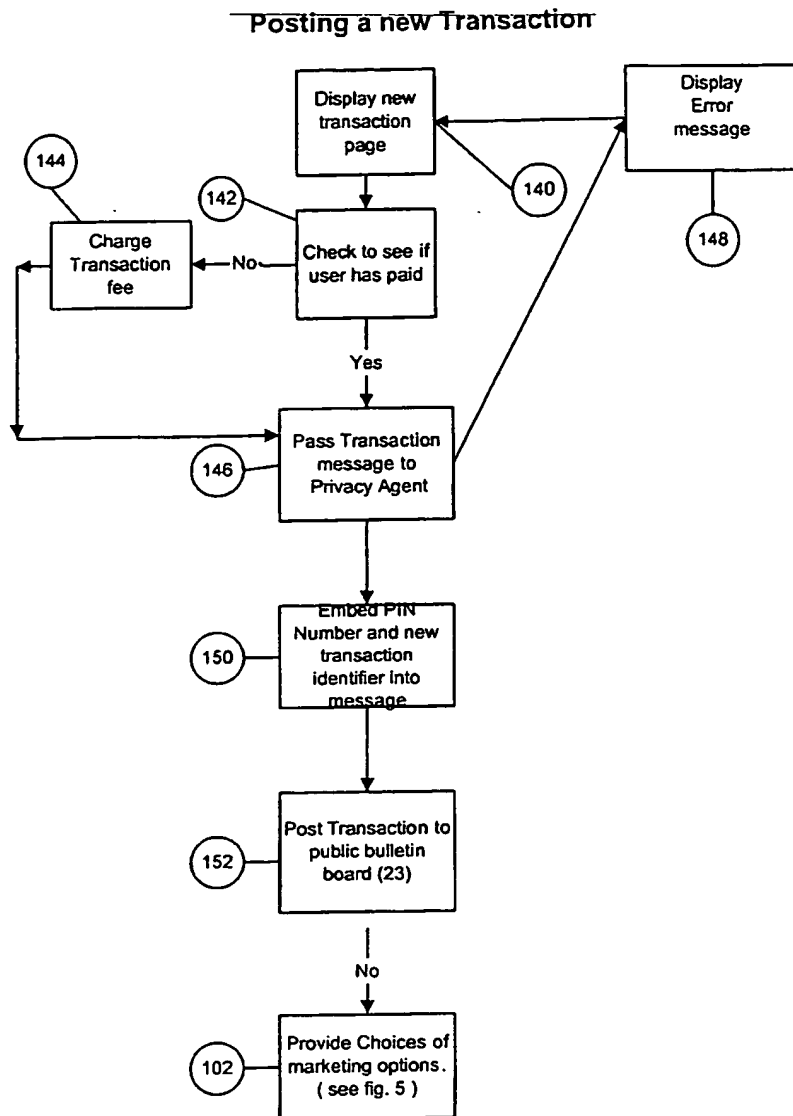 Posting a new Transaction
Display new
transaction
page
Display
Error
message
144
142
140
148
Charge
Transaction
fee
No
Check to see if
user has paid
Yes
146
Pass Transaction
message to
Privacy Agent
150
Embed PIN
Number and new
transaction
identifier into
message
152
Post Transaction to
public bulletin
board (23)
No
102
Provide Choices of
marketing options.
( see fig. 5 )